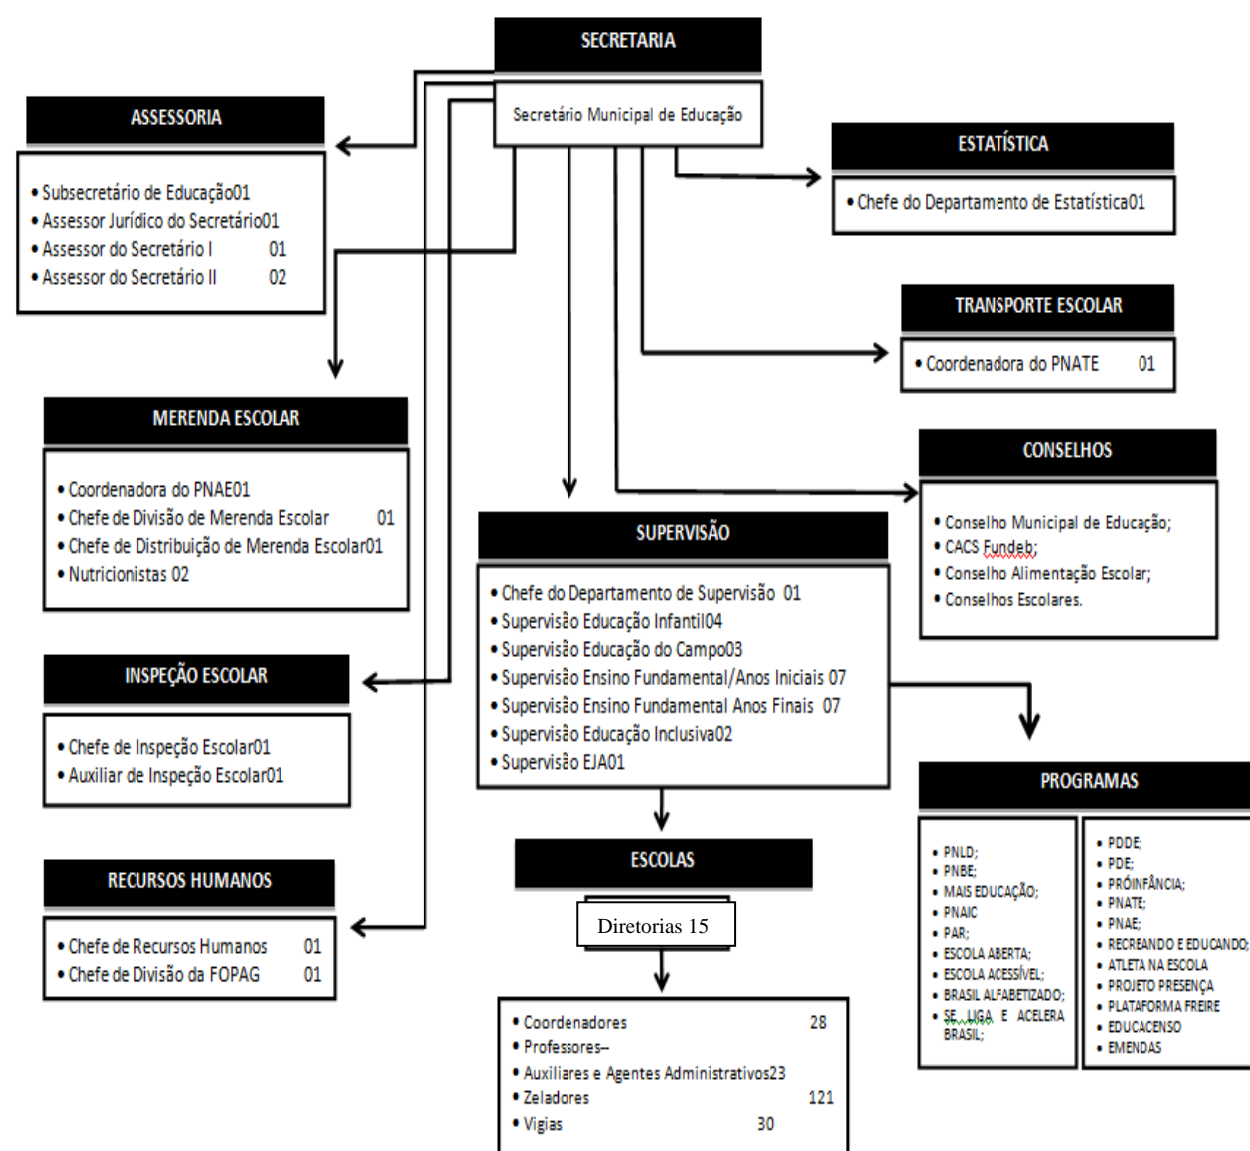 SECRETARIA
Secretário Municipal de Educação
ASSESSORIA
• Subsecretário de Educação01
• Assessor Jurídico do Secretário01
• Assessor do Secretário I 01
• Assessor do Secretário II 02
ESTATÍSTICA
• Chefe do Departamento de Estatística01
TRANSPORTE ESCOLAR
• Coordenadora do PNATE 01
MERENDA ESCOLAR
• Coordenadora do PNAE01
• Chefe de Divisão de Merenda Escolar 01
• Chefe de Distribuição de Merenda Escolar01
• Nutricionistas 02
CONSELHOS
• Conselho Municipal de Educação;
• CACS Fundeb;
• Conselho Alimentação Escolar;
• Conselhos Escolares.
SUPERVISÃO
• Chefe do Departamento de Supervisão 01
• Supervisão Educação Infantil04
• Supervisão Educação do Campo03
• Supervisão Ensino Fundamental/Anos Iniciais 07
• Supervisão Ensino Fundamental Anos Finais 07
• Supervisão Educação Inclusiva02
• Supervisão EJA01
INSPEÇÃO ESCOLAR
• Chefe de Inspeção Escolar01
• Auxiliar de Inspeção Escolar01
RECURSOS HUMANOS
• Chefe de Recursos Humanos 01
• Chefe de Divisão da FOPAG 01
ESCOLAS
Diretorias 15
• Coordenadores 28
• Professores--
• Auxiliares e Agentes Administrativos23
• Zeladores 121
• Vigias 30
PROGRAMAS
• PNLD;
• PNBE;
• MAIS EDUCAÇÃO;
• PNAIC
• PAR;
• ESCOLA ABERTA;
• ESCOLA ACESSÍVEL;
• BRASIL ALFABETIZADO;
• SE LIGA E ACELERA
BRASIL;
• PDDE;
• PDE;
• PRÓINFÂNCIA;
• PNATE;
• PNAE;
• RECREANDO E EDUCANDO;
• ATLETA NA ESCOLA
• PROJETO PRESENÇA
• PLATAFORMA FREIRE
• EDUCACENSO
• EMENDAS